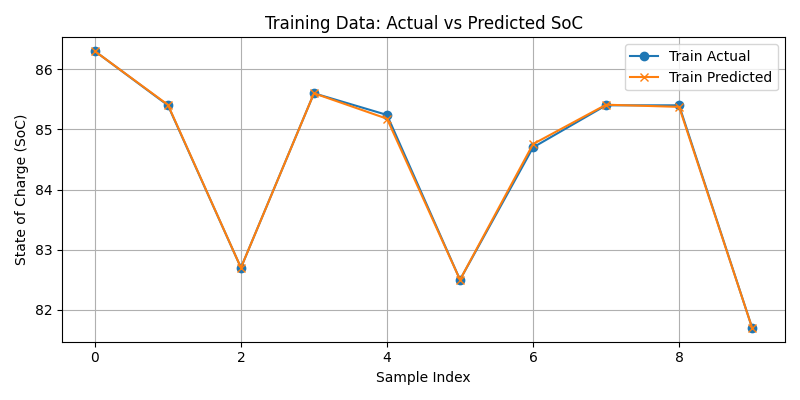 Training Data: Actual vs Predicted SoC
Train Actual
Train Predicted
State of Charge (SoC)
86
85
84
83
82
0
2
4
6
8
Sample Index